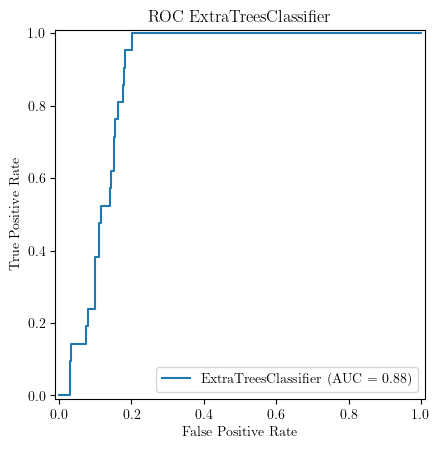 ROC ExtraTreesClassifier
1.0
0.8
0.6
0.4
0.2
0.0
True Positive Rate
ExtraTreesClassifier (AUC = 0.88)
0.0 0.2 0.4 0.6 0.8 1.0
False Positive Rate